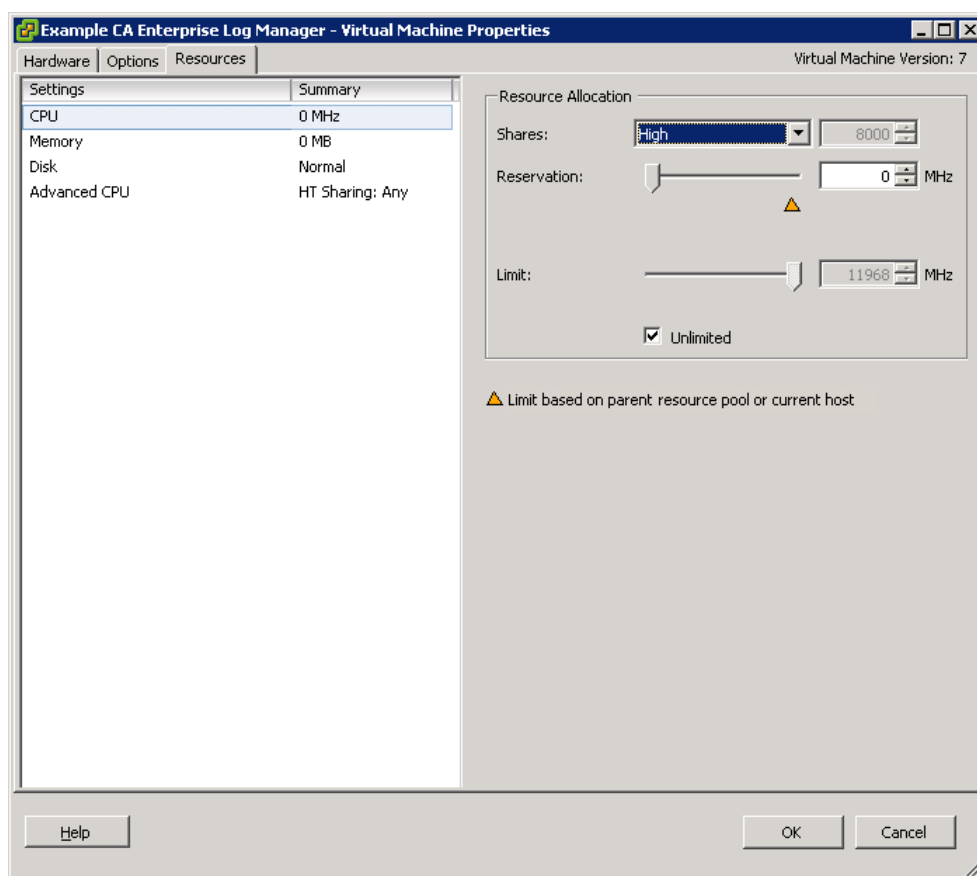 Example CA Enterprise Log Manager - Virtual Machine Properties
Hardware Options Resources Virtual Machine Version: 7
Settings Summary
CPU 0 MHz
Memory 0 MB
Disk Normal
Advanced CPU HT Sharing: Any
Resource Allocation
Shares: High 8000
Reservation: 0 MHz
Limit: 11968 MHz
Unlimited
Limit based on parent resource pool or current host
Help OK Cancel